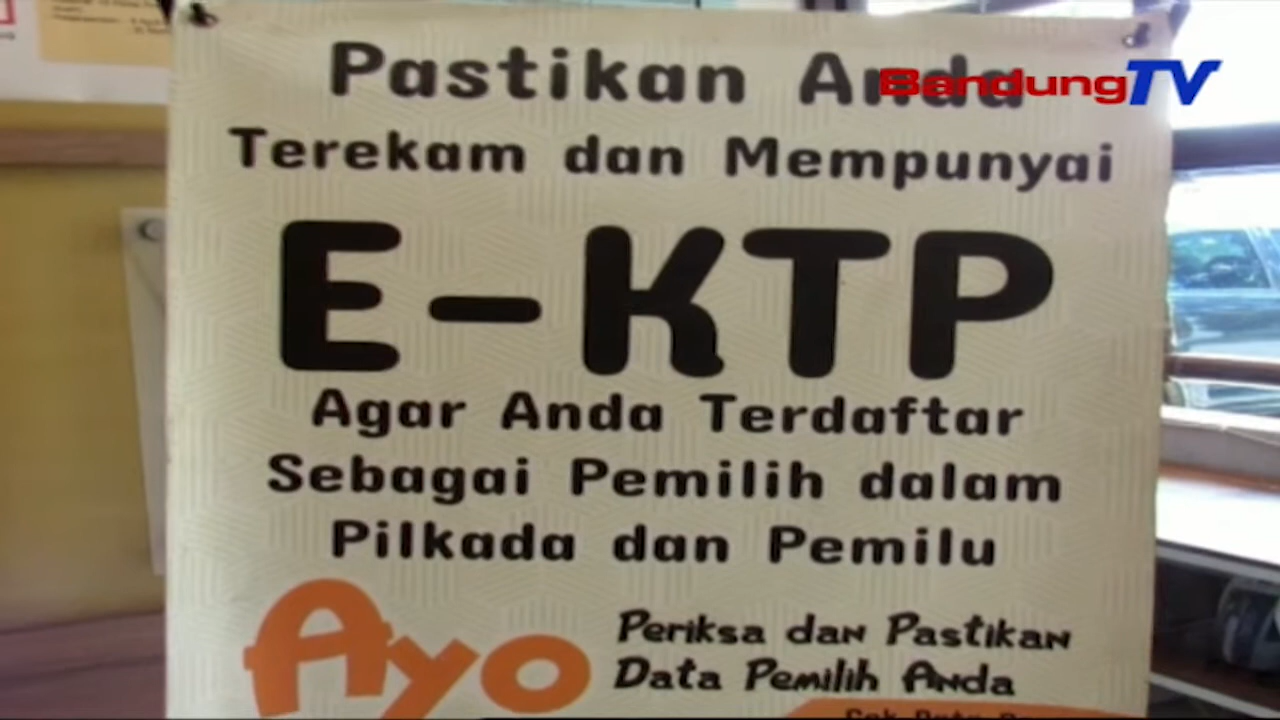 Pastikan Anda
BandungTV
Terekam dan Mempunyai
E-KTP
Agar Anda Terdaftar
Sebagai Pemilih dalam
Pilkada dan Pemilu
Ayo
Periksa dan Pastikan
Data Pemilih Anda